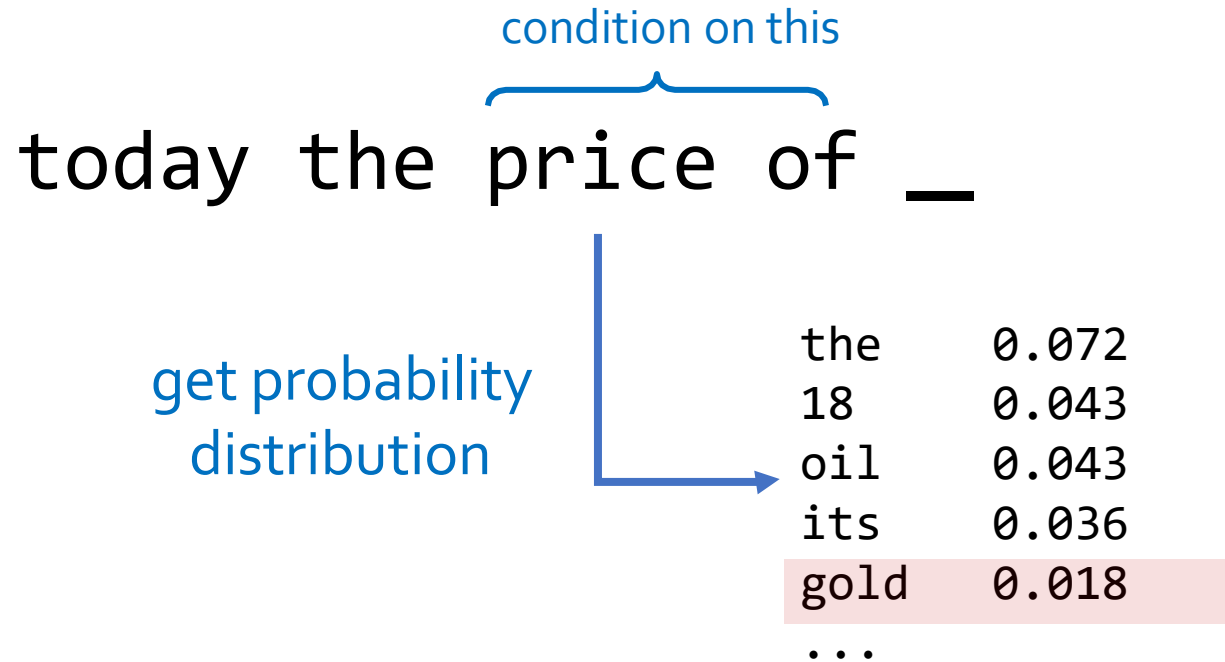 condition on this
today the price of __
get probability
distribution
the 0.072
18 0.043
oil 0.043
its 0.036
gold 0.018
...